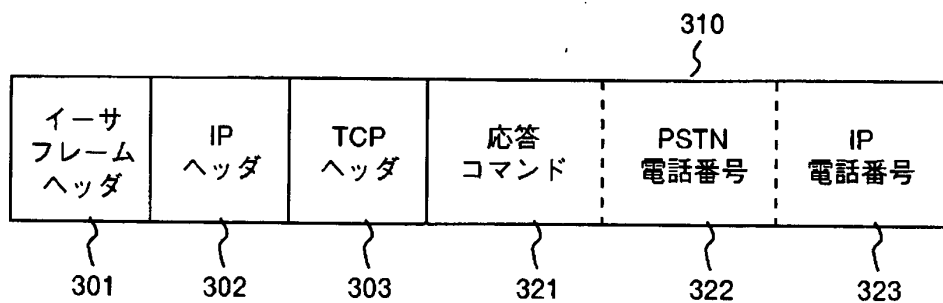 310
イーサ
フレーム
ヘッダ
IP
ヘッダ
TCP
ヘッダ
応答
コマンド
PSTN
電話番号
IP
電話番号
301
302
303
321
322
323